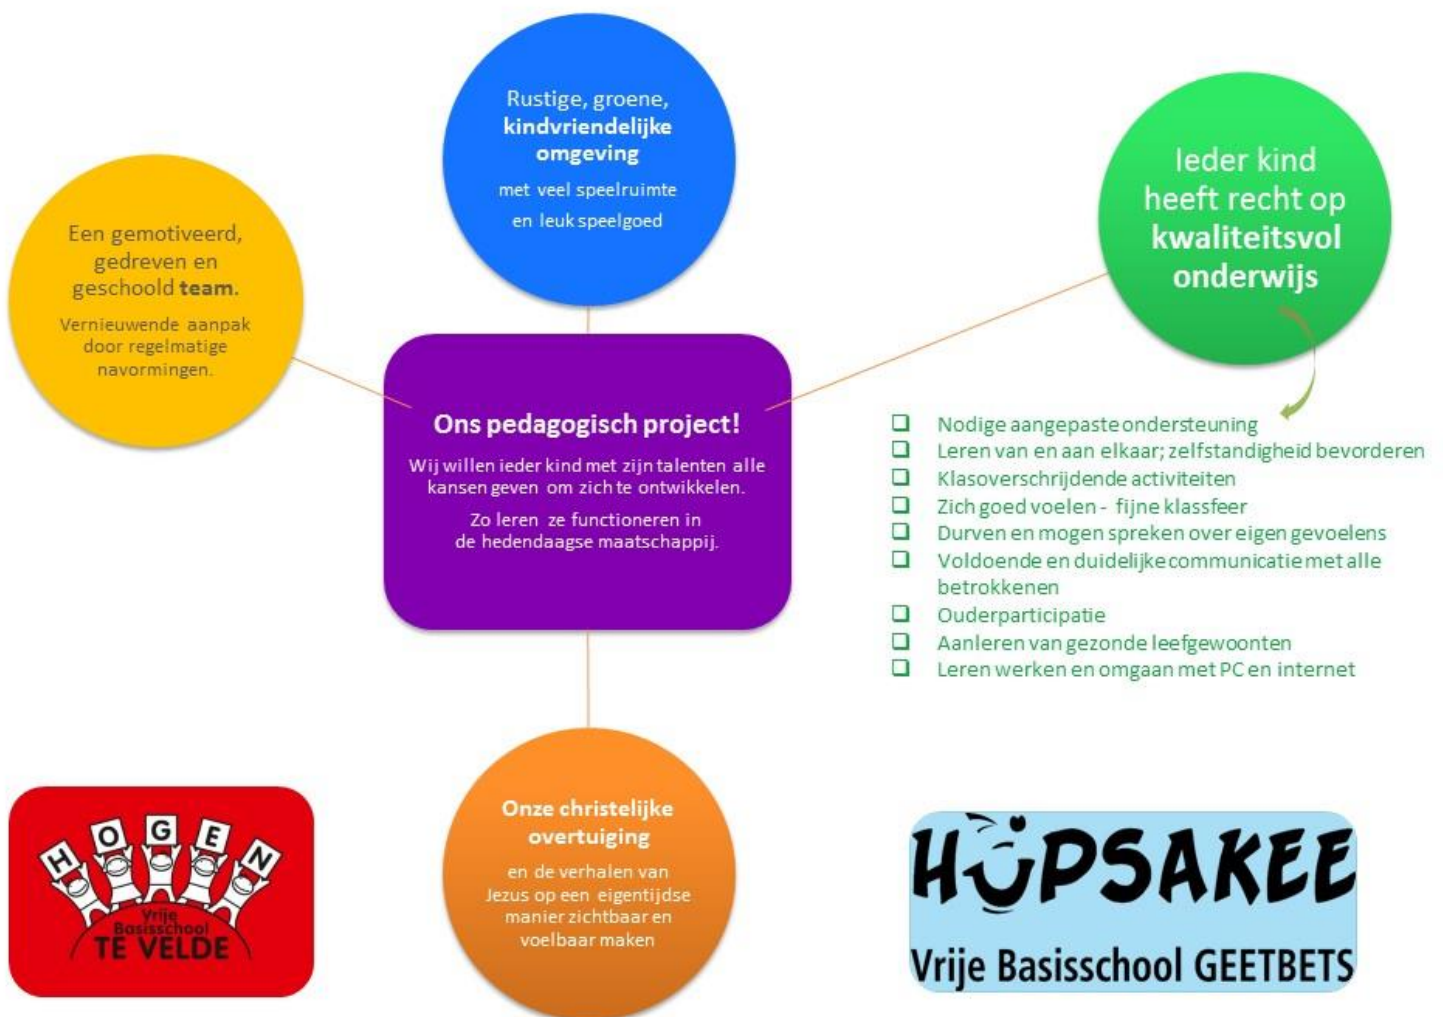 Rustige, groene,
kindvriendelijke
omgeving
met veel speelruimte
en leuk speelgoed
Ieder kind
heeft recht op
kwaliteitsvol
onderwijs
Een gemotiveerd,
gedreven en
geschoold team.
Vernieuwende aanpak
door regelmatige
navormingen.
Ons pedagogisch project!
Wij willen ieder kind met zijn talenten alle
kansen geven om zich te ontwikkelen.
Zo leren ze functioneren in
de hedendaagse maatschappij.
Nodige aangepaste ondersteuning
Leren van en aan elkaar; zelfstandigheid bevorderen
Klasoverschrijdende activiteiten
Zich goed voelen - fijne klassfeer
Durven en mogen spreken over eigen gevoelens
Voldoende en duidelijke communicatie met alle
betrokkenen
Ouderparticipatie
Aanleren van gezonde leefgewoonten
Leren werken en omgaan met PC en internet
Onze christelijke
overtuiging
en de verhalen van
Jezus op een eigentijdse
manier zichtbaar en
voelbaar maken
HOGEN
Vrije
Basisschool
TE VELDE
HUPSAKEE
Vrije Basisschool GEETBETS